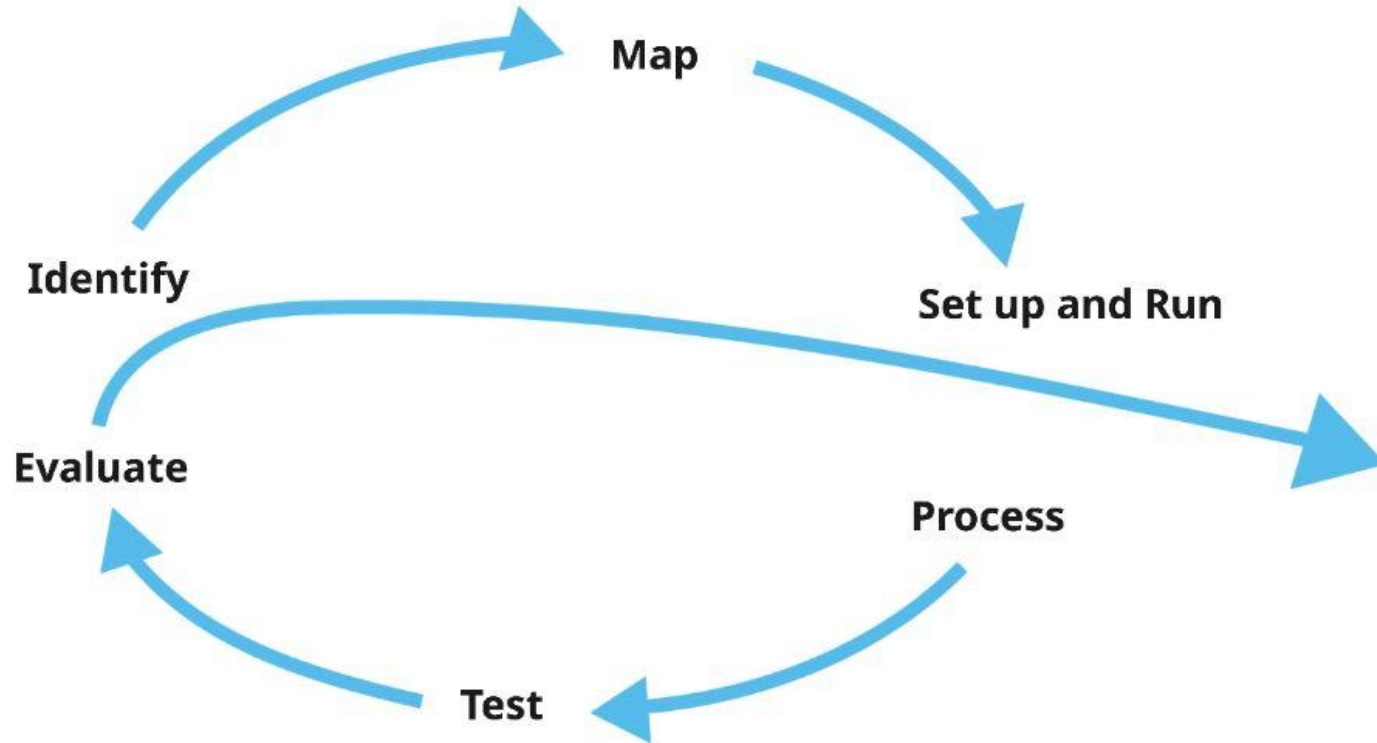 Map
Identify
Set up and Run
Evaluate
Process
Test